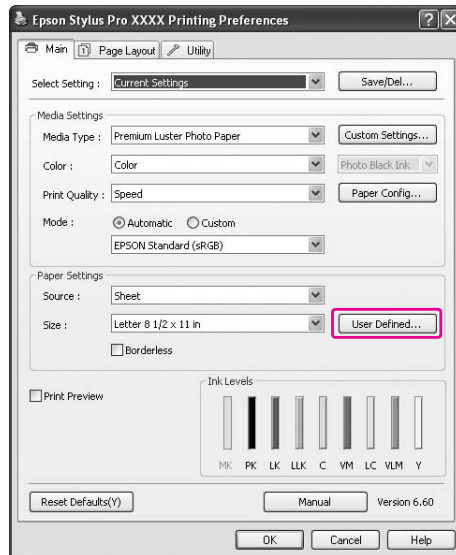 Epson Stylus Pro XXXX Printing Preferences
Main Page Layout Utility
Select Setting : Current Settings Save/Del...
Media Settings
Media Type : Premium Luster Photo Paper Custom Settings...
Color : Color Photo Black Ink
Print Quality : Speed Paper Config...
Mode : Automatic Custom
EPSON Standard (sRGB)
Paper Settings
Source : Sheet
Size : Letter 8 1/2 x 11 in User Defined...
Borderless
Print Preview
Ink Levels
MK PK LK LLK C VM LC VLM Y
Reset Defaults(Y) Manual Version 6.60
OK Cancel Help